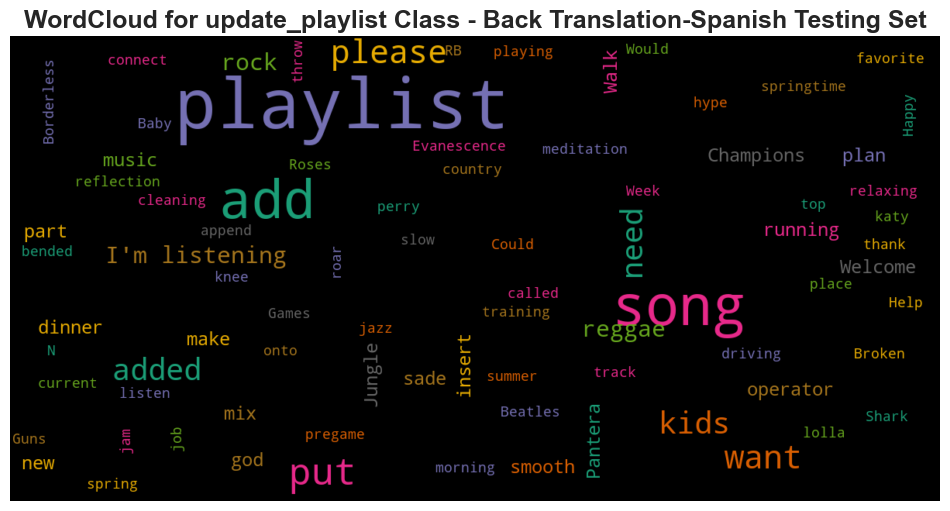 WordCloud for update_playlist Class - Back Translation-Spanish Testing Set
please
RB
playing
Would
connect
rock
throw
Walk
favorite
Borderless
playlist
springtime
hype
Happy
Baby
Evanescence
meditation
Champions
plan
music
Roses
country
reflection
cleaning
add
perry
Week
relaxing
top
katy
part
append
slow
Could
need
running
thank
bended
I'm listening
knee
roar
Welcome
place
called
song
Help
Games
training
dinner
jazz
reggae
make
N
onto
Jungle
insert
driving
Broken
added
current
listen
sade
summer
track
operator
mix
Beatles
Pantera
kids
Shark
Guns
jam
job
pregame
lolla
new
god
put
morning
smooth
want
spring